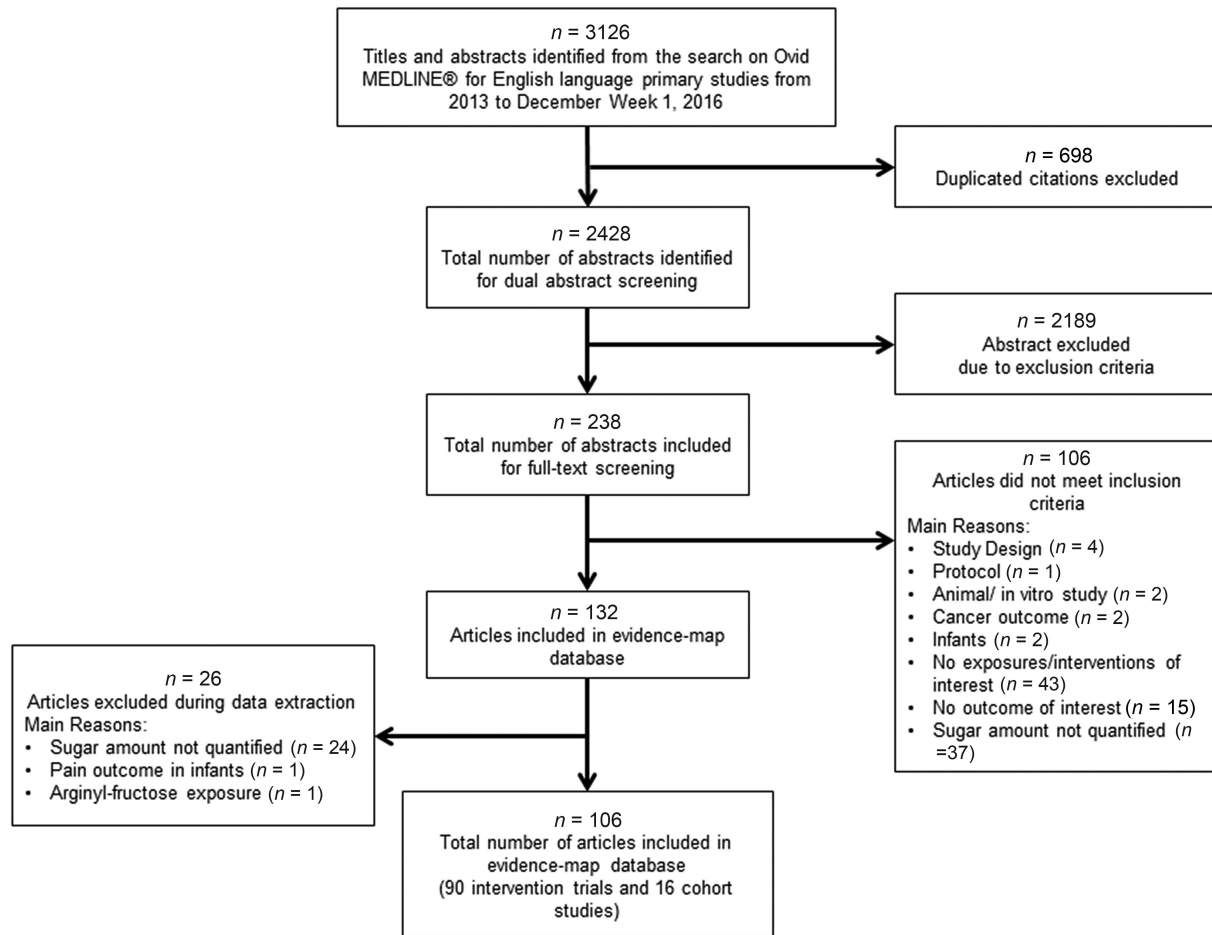 n = 3126
Titles and abstracts identified from the search on Ovid
MEDLINE® for English language primary studies from
2013 to December Week 1, 2016
n = 698
Duplicated citations excluded
n = 2428
Total number of abstracts identified
for dual abstract screening
n = 2189
Abstract excluded
due to exclusion criteria
n = 238
Total number of abstracts included
for full-text screening
n = 106
Articles did not meet inclusion
criteria
Main Reasons:
• Study Design (n = 4)
• Protocol (n = 1)
• Animal/ in vitro study (n = 2)
• Cancer outcome (n = 2)
• Infants (n = 2)
• No exposures/interventions of
interest (n = 43)
• No outcome of interest (n = 15)
• Sugar amount not quantified (n
=37)
n = 132
Articles included in evidence-map
database
n = 26
Articles excluded during data extraction
Main Reasons:
• Sugar amount not quantified (n = 24)
• Pain outcome in infants (n = 1)
• Arginyl-fructose exposure (n = 1)
n = 106
Total number of articles included in
evidence-map database
(90 intervention trials and 16 cohort
studies)